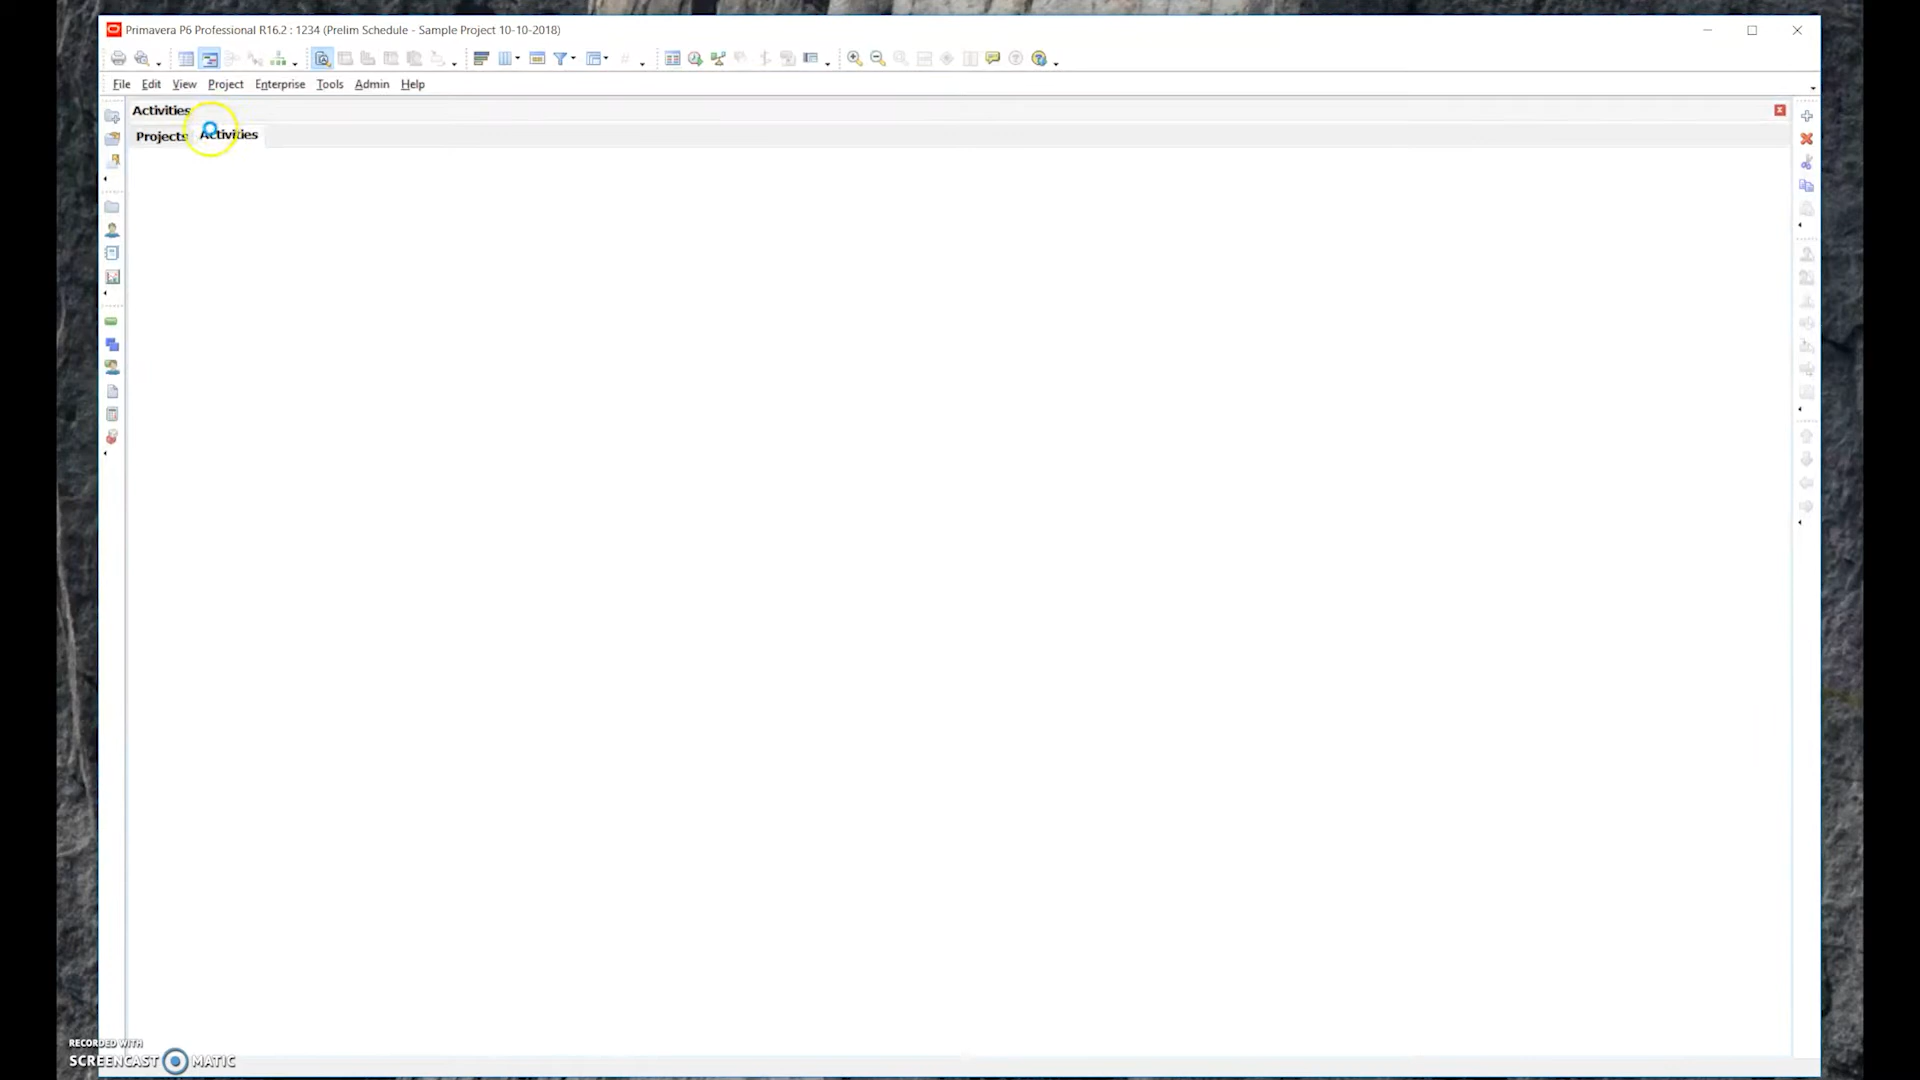 Primavera P6 Professional R16.2 : 1234 (Prelim Schedule - Sample Project 10-10-2018)
File Edit View Project Enterprise Tools Admin Help
Activities
Projects Activities
RECORDED WITH
SCREENCAST MATIC